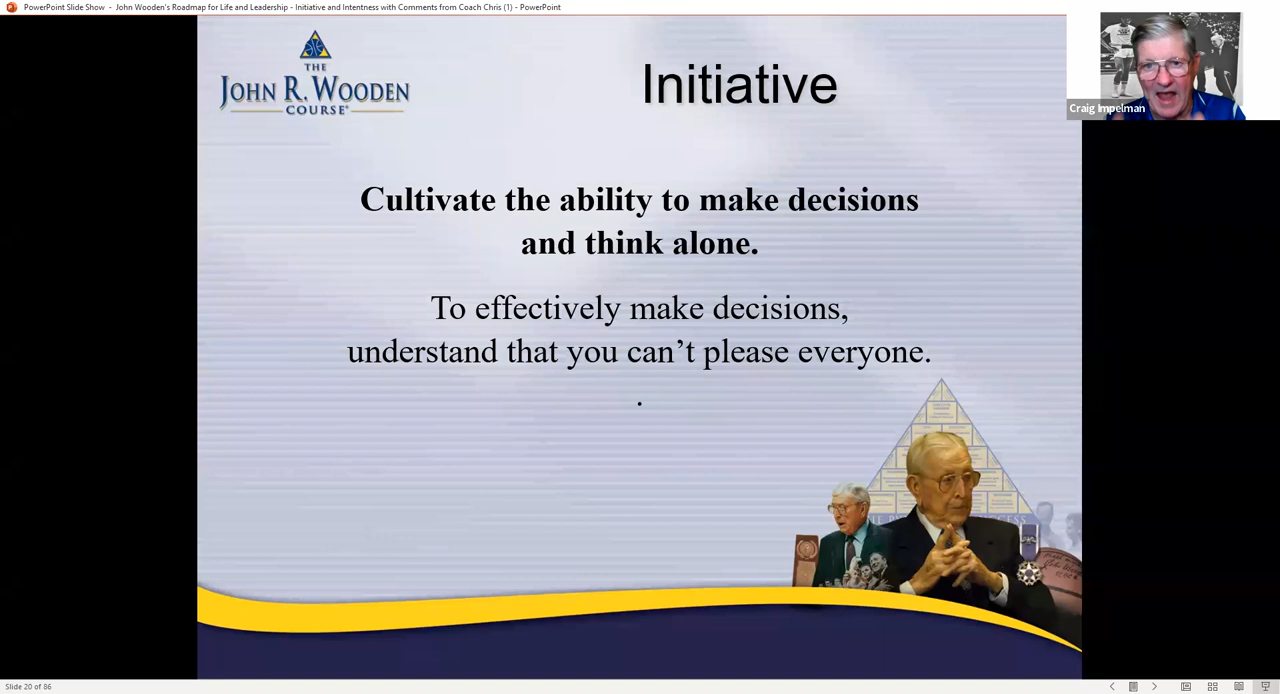 PowerPoint Slide Show - John Wooden's Roadmap for Life and Leadership - Initiative and Intentness with Comments from Coach Chris (1) - PowerPoint
THE
JOHN R. WOODEN
COURSE®
Initiative
Craig Impelman
Cultivate the ability to make decisions
and think alone.
To effectively make decisions,
understand that you can’t please everyone.
.
Slide 20 of 86